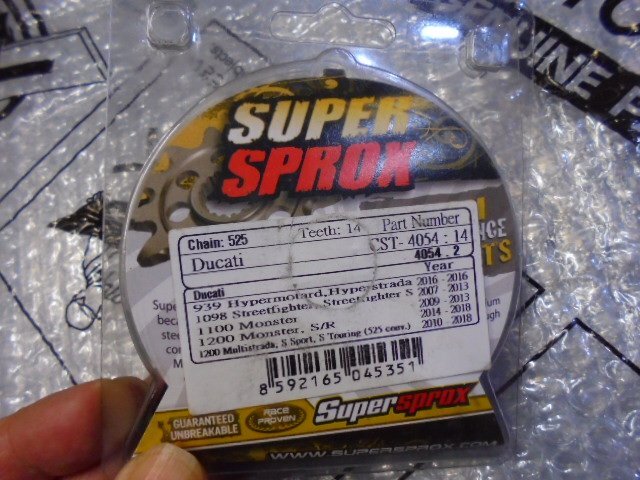 GENUINE P
SUPER
SPROX
Chain: 525 Teeth: 14 Part Number
Ducati CST- 4054 : 14
4054 . 2
Ducati Year
939 Hypermotard, Hyperstrada 2016 - 2016
1098 Streetfighter, Streetfighter S 2007 - 2013
1100 Monster 2009 - 2013
1200 Monster, S/R 2014 - 2018
1200 Multistrada, S Sport, S Touring (525 conv.) 2010 - 2018
8 592165 045351
GUARANTEED
UNBREAKABLE
RACE
PROVEN
Supersprox
WWW.SUPERSPROX.COM